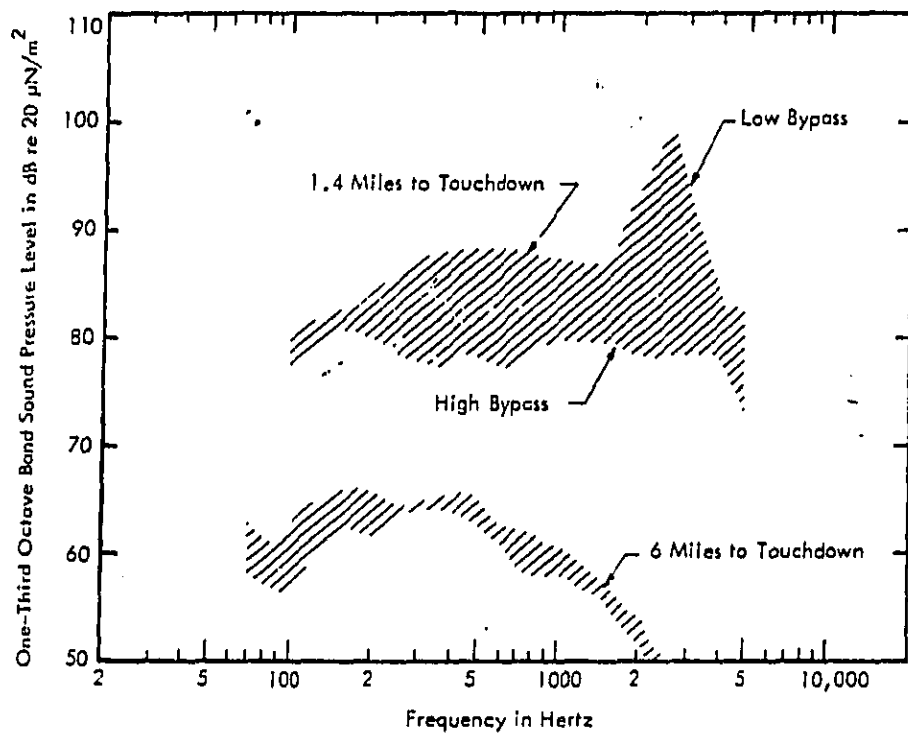 One-Third Octave Band Sound Pressure Level in dB re 20 μN/m²
110
100
90
80
70
60
50
Low Bypass
1.4 Miles to Touchdown
High Bypass
6 Miles to Touchdown
2 5 100 2 5 1000 2 5 10,000
Frequency in Hertz